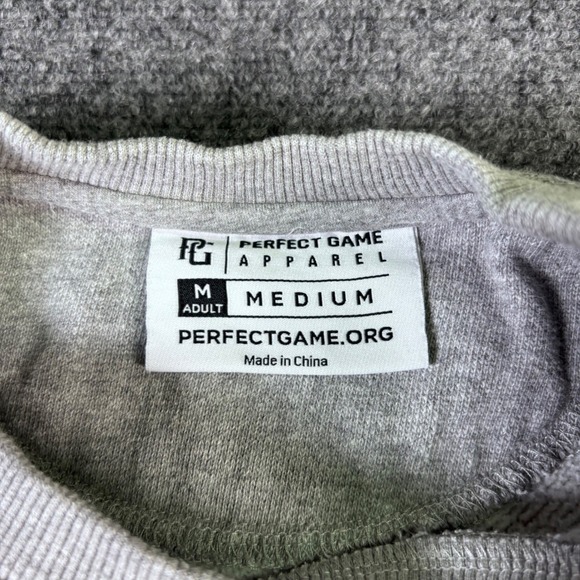 PG PERFECT GAME
APPAREL
M ADULT MEDIUM
PERFECTGAME.ORG
Made in China